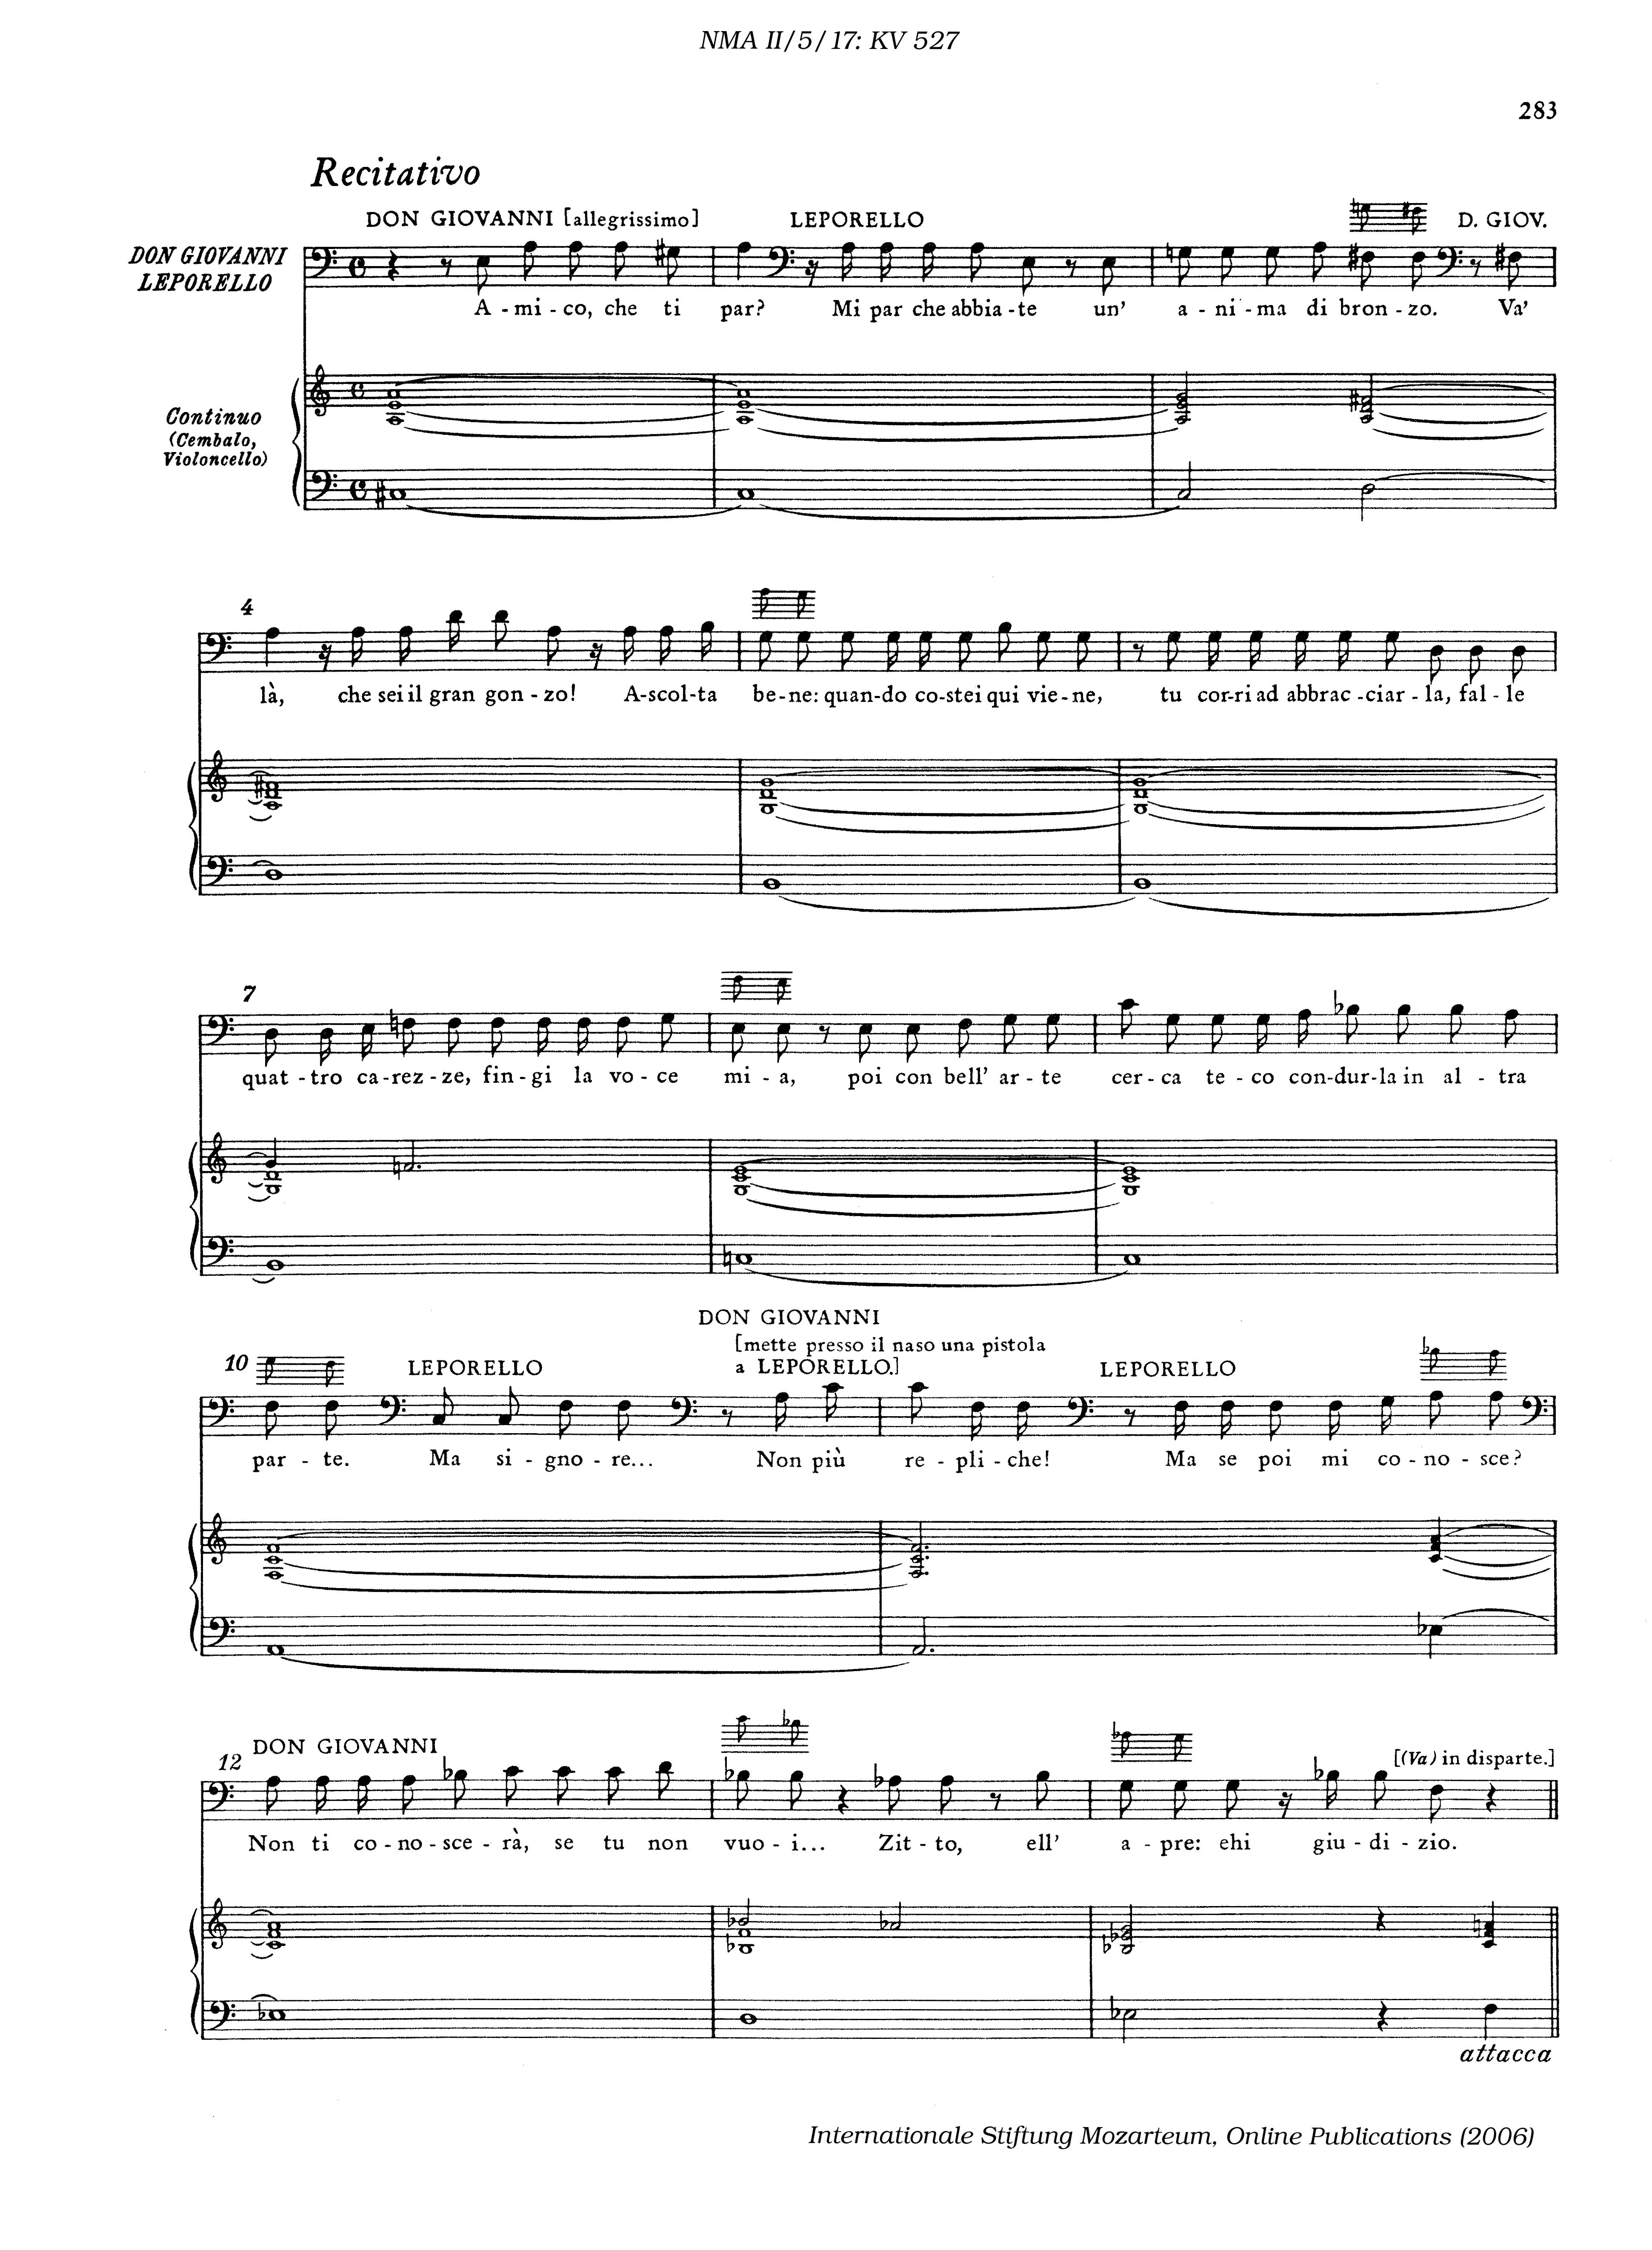 NMA II/5/17: KV 527
283
Recitativo
DON GIOVANNI [allegrissimo] LEPORELLO D. GIOV.
DON GIOVANNI
LEPORELLO
A - mi - co, che ti par? Mi par che abbia - te un' a - ni - ma di bron - zo. Va'
Continuo
(Cembalo,
Violoncello)
4
là, che sei il gran gon - zo! A-scol-ta be-ne: quan-do co-stei qui vie-ne, tu cor-ri ad abbrac-ciar-la, fal-le
7
quat-tro ca-rez-ze, fin-gi la vo-ce mi-a, poi con bell' ar-te cer-ca te-co con-dur-la in al-tra
DON GIOVANNI
[mette presso il naso una pistola
10 LEPORELLO a LEPORELLO.] LEPORELLO
par - te. Ma si - gno - re... Non più re - pli - che! Ma se poi mi co - no - sce?
12 DON GIOVANNI [(Va) in disparte.]
Non ti co - no - sce - rà, se tu non vuo - i... Zit - to, ell' a - pre: ehi giu - di - zio.
attacca
Internationale Stiftung Mozarteum, Online Publications (2006)